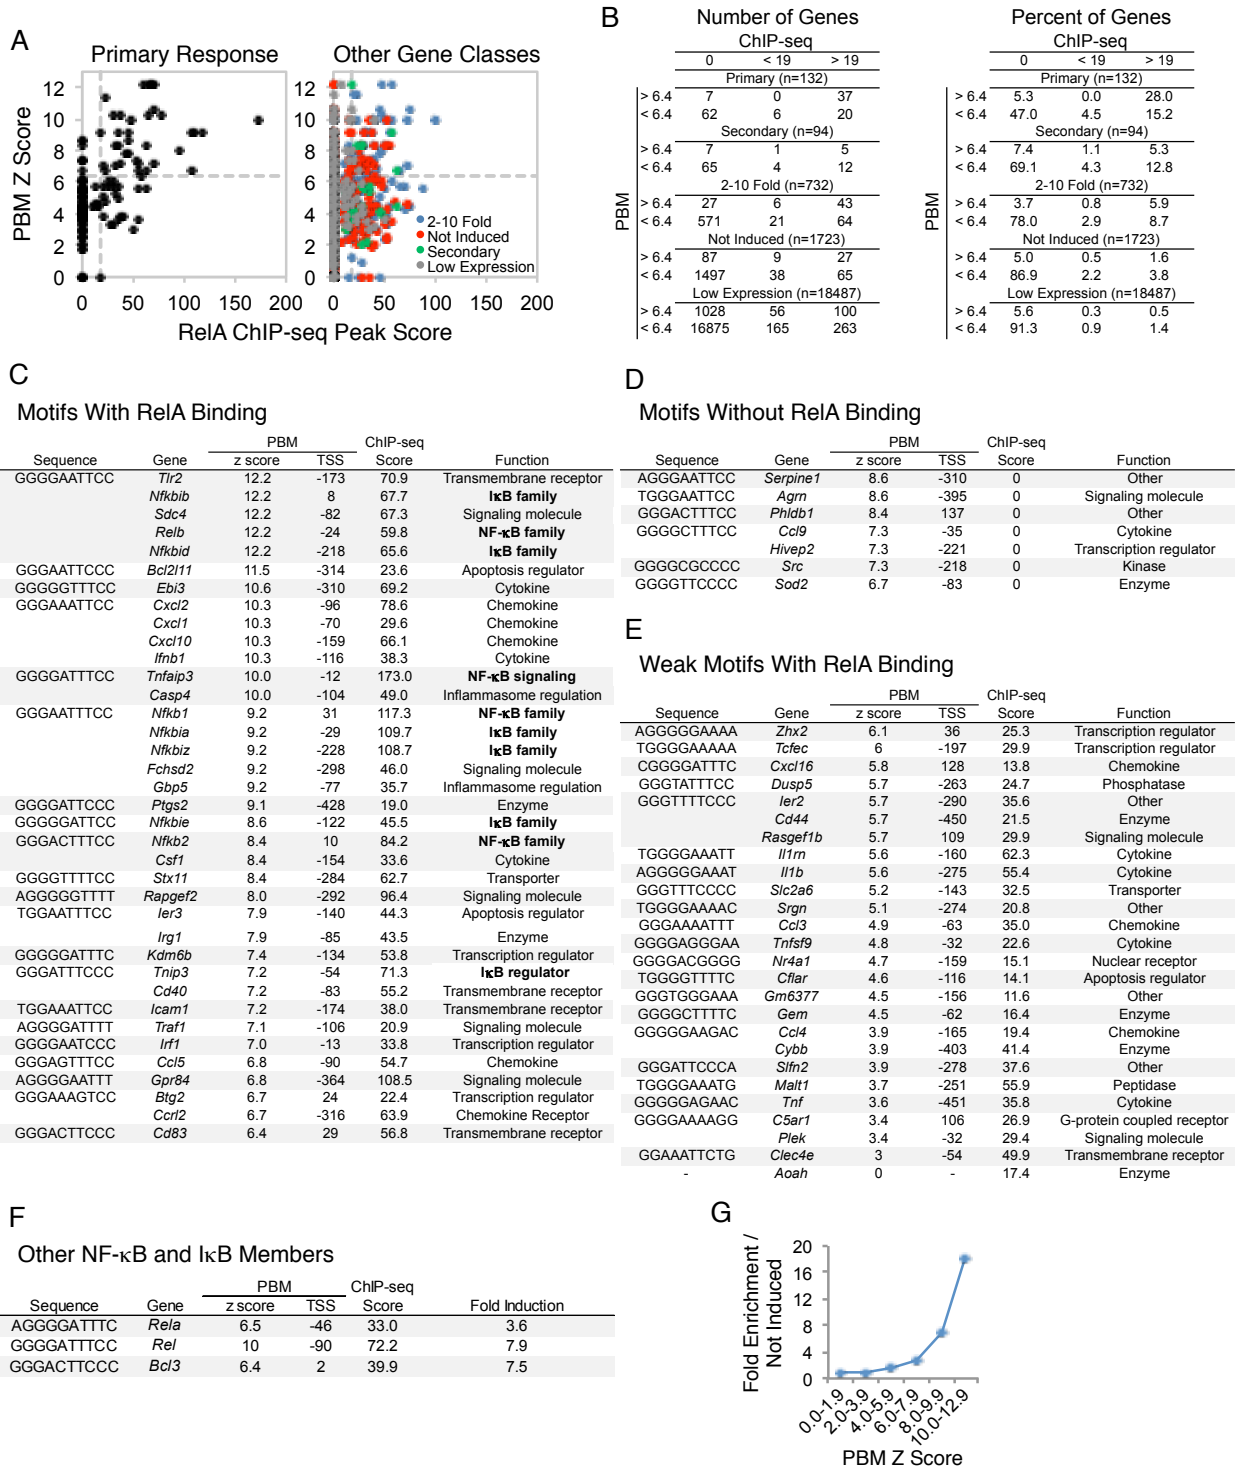 A
Primary Response
Other Gene Classes
PBM Z Score
12
10
8
6
4
2
0
0 50 100 150 200
12
10
8
6
4
2
0
0 50 100 150 200
2-10 Fold
Not Induced
Secondary
Low Expression
RelA ChIP-seq Peak Score
B
Number of Genes
ChIP-seq
0 < 19 > 19
Primary (n=132)
> 6.4 7 0 37
< 6.4 62 6 20
Secondary (n=94)
> 6.4 7 1 5
< 6.4 65 4 12
2-10 Fold (n=732)
> 6.4 27 6 43
< 6.4 571 21 64
Not Induced (n=1723)
> 6.4 87 9 27
< 6.4 1497 38 65
Low Expression (n=18487)
> 6.4 1028 56 100
< 6.4 16875 165 263
PBM
Percent of Genes
ChIP-seq
0 < 19 > 19
Primary (n=132)
> 6.4 5.3 0.0 28.0
< 6.4 47.0 4.5 15.2
Secondary (n=94)
> 6.4 7.4 1.1 5.3
< 6.4 69.1 4.3 12.8
2-10 Fold (n=732)
> 6.4 3.7 0.8 5.9
< 6.4 78.0 2.9 8.7
Not Induced (n=1723)
> 6.4 5.0 0.5 1.6
< 6.4 86.9 2.2 3.8
Low Expression (n=18487)
> 6.4 5.6 0.3 0.5
< 6.4 91.3 0.9 1.4
PBM
C
Motifs With RelA Binding
PBM ChIP-seq
Sequence Gene z score TSS Score Function
GGGGAATTCC Tlr2 12.2 -173 70.9 Transmembrane receptor
Nfkbib 12.2 8 67.7 IκB family
Sdc4 12.2 -82 67.3 Signaling molecule
Relb 12.2 -24 59.8 NF-κB family
Nfkbid 12.2 -218 65.6 IκB family
GGGAATTCCC Bcl2l11 11.5 -314 23.6 Apoptosis regulator
GGGGGTTTCC Ebi3 10.6 -310 69.2 Cytokine
GGGAAATTCC Cxcl2 10.3 -96 78.6 Chemokine
Cxcl1 10.3 -70 29.6 Chemokine
Cxcl10 10.3 -159 66.1 Chemokine
Ifnb1 10.3 -116 38.3 Cytokine
GGGGATTTCC Tnfaip3 10.0 -12 173.0 NF-κB signaling
Casp4 10.0 -104 49.0 Inflammasome regulation
GGGAATTTCC Nfkb1 9.2 31 117.3 NF-κB family
Nfkbia 9.2 -29 109.7 IκB family
Nfkbiz 9.2 -228 108.7 IκB family
Fchsd2 9.2 -298 46.0 Signaling molecule
Gbp5 9.2 -77 35.7 Inflammasome regulation
GGGGATTCCC Ptgs2 9.1 -428 19.0 Enzyme
GGGGGATTCC Nfkbie 8.6 -122 45.5 IκB family
GGGACTTTCC Nfkb2 8.4 10 84.2 NF-κB family
Csf1 8.4 -154 33.6 Cytokine
GGGGTTTTCC Stx11 8.4 -284 62.7 Transporter
AGGGGGTTTT Rapgef2 8.0 -292 96.4 Signaling molecule
TGGAATTTCC Ier3 7.9 -140 44.3 Apoptosis regulator
Irg1 7.9 -85 43.5 Enzyme
GGGGGATTTC Kdm6b 7.4 -134 53.8 Transcription regulator
GGGATTTCCC Tnip3 7.2 -54 71.3 IκB regulator
Cd40 7.2 -83 55.2 Transmembrane receptor
TGGAAATTCC Icam1 7.2 -174 38.0 Transmembrane receptor
AGGGGATTTT Traf1 7.1 -106 20.9 Signaling molecule
GGGGAATCCC Irf1 7.0 -13 33.8 Transcription regulator
GGGAGTTTCC Ccl5 6.8 -90 54.7 Chemokine
AGGGGAATTT Gpr84 6.8 -364 108.5 Signaling molecule
GGGAAAGTCC Btg2 6.7 24 22.4 Transcription regulator
Ccrl2 6.7 -316 63.9 Chemokine Receptor
GGGACTTCCC Cd83 6.4 29 56.8 Transmembrane receptor
D
Motifs Without RelA Binding
PBM ChIP-seq
Sequence Gene z score TSS Score Function
AGGGAATTCC Serpine1 8.6 -310 0 Other
TGGGAATTCC Agrn 8.6 -395 0 Signaling molecule
GGGACTTTCC Phldb1 8.4 137 0 Other
GGGGCTTTCC Ccl9 7.3 -35 0 Cytokine
Hivep2 7.3 -221 0 Transcription regulator
GGGGCGCCCC Src 7.3 -218 0 Kinase
GGGGTTCCCC Sod2 6.7 -83 0 Enzyme
E
Weak Motifs With RelA Binding
PBM ChIP-seq
Sequence Gene z score TSS Score Function
AGGGGGAAAA Zhx2 6.1 36 25.3 Transcription regulator
TGGGGAAAAA Tcfec 6 -197 29.9 Transcription regulator
CGGGGATTTC Cxcl16 5.8 128 13.8 Chemokine
GGGTATTTCC Dusp5 5.7 -263 24.7 Phosphatase
GGGTTTTCCC Ier2 5.7 -290 35.6 Other
Cd44 5.7 -450 21.5 Enzyme
Rasgef1b 5.7 109 29.9 Signaling molecule
TGGGGAAATT Il1rn 5.6 -160 62.3 Cytokine
AGGGGGAAAT Il1b 5.6 -275 55.4 Cytokine
GGGTTTCCCC Slc2a6 5.2 -143 32.5 Transporter
TGGGGAAAAC Srgn 5.1 -274 20.8 Other
GGGAAAATTT Ccl3 4.9 -63 35.0 Chemokine
GGGGAGGGAA Tnfsf9 4.8 -32 22.6 Cytokine
GGGGACGGGG Nr4a1 4.7 -159 15.1 Nuclear receptor
TGGGGTTTTC Cflar 4.6 -116 14.1 Apoptosis regulator
GGGTGGGAAA Gm6377 4.5 -156 11.6 Other
GGGGCTTTTC Gem 4.5 -62 16.4 Enzyme
GGGGGAAGAC Ccl4 3.9 -165 19.4 Chemokine
Cybb 3.9 -403 41.4 Enzyme
GGGATTCCCA Slfn2 3.9 -278 37.6 Other
TGGGGAAATG Malt1 3.7 -251 55.9 Peptidase
GGGGGAGAAC Tnf 3.6 -451 35.8 Cytokine
GGGGAAAAGG C5ar1 3.4 106 26.9 G-protein coupled receptor
Plek 3.4 -32 29.4 Signaling molecule
GGAAATTCTG Clec4e 3 -54 49.9 Transmembrane receptor
- Aoah 0 - 17.4 Enzyme
F
Other NF-κB and IκB Members
PBM ChIP-seq
Sequence Gene z score TSS Score Fold Induction
AGGGGATTTC Rela 6.5 -46 33.0 3.6
GGGGATTTCC Rel 10 -90 72.2 7.9
GGGACTTCCC Bcl3 6.4 2 39.9 7.5
G
Fold Enrichment /
Not Induced
20
16
12
8
4
0
0.0-1.9
2.0-3.9
4.0-5.9
6.0-7.9
8.0-9.9
10.0-12.9
PBM Z Score